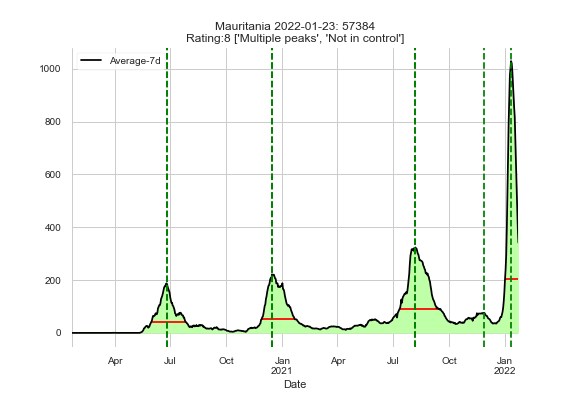 Mauritania 2022-01-23: 57384
Rating:8 ['Multiple peaks', 'Not in control']
Average-7d
1000
800
600
400
200
0
Apr Jul Oct Jan Apr Jul Oct Jan
2021 2022
Date